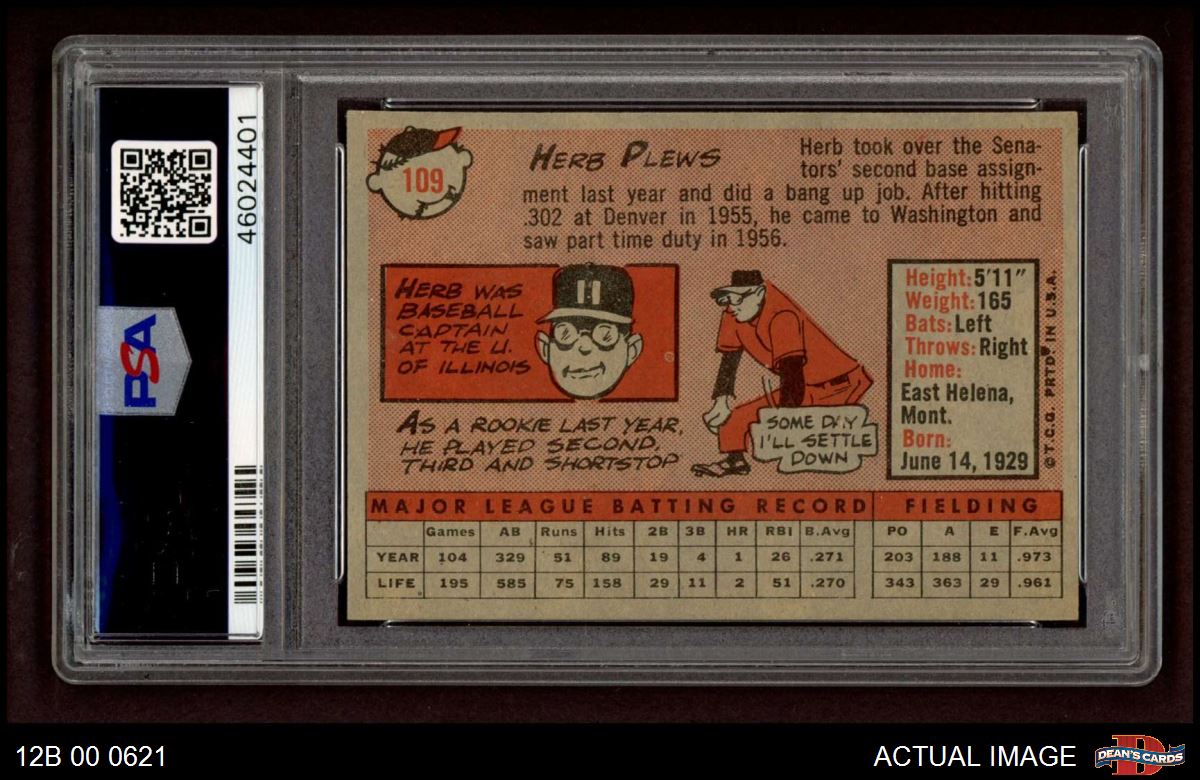 46024401
PSA
109
HERB PLEWS
Herb took over the Sena-
tors' second base assign-
ment last year and did a bang up job. After hitting
.302 at Denver in 1955, he came to Washington and
saw part time duty in 1956.
HERB WAS
BASEBALL
CAPTAIN
AT THE U.
OF ILLINOIS
AS A ROOKIE LAST YEAR,
HE PLAYED SECOND,
THIRD AND SHORTSTOP
SOME DAY
I'LL SETTLE
DOWN
Height: 5'11"
Weight: 165
Bats: Left
Throws: Right
Home:
East Helena,
Mont.
Born:
June 14, 1929
©T.C.G. PRTD. IN U.S.A.
MAJOR LEAGUE BATTING RECORD FIELDING
Games AB Runs Hits 2B 3B HR RBI B.Avg PO A E F.Avg
YEAR 104 329 51 89 19 4 1 26 .271 203 188 11 .973
LIFE 195 585 75 158 29 11 2 51 .270 343 363 29 .961
12B 00 0621
ACTUAL IMAGE
DEAN'S CARDS